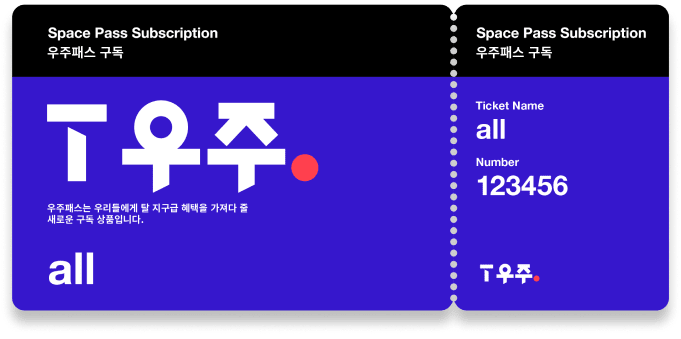 Space Pass Subscription
우주패스 구독
T우주.
우주패스는 우리들에게 탈 지구급 혜택을 가져다 줄
새로운 구독 상품입니다.
all
Space Pass Subscription
우주패스 구독
Ticket Name
all
Number
123456
T우주.